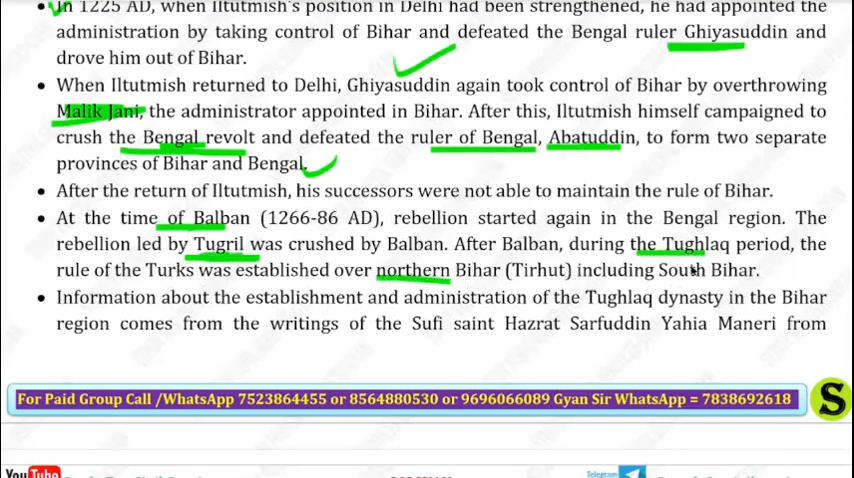 • In 1225 AD, when Iltutmish's position in Delhi had been strengthened, he had appointed the
administration by taking control of Bihar and defeated the Bengal ruler Ghiyasuddin and
drove him out of Bihar.
• When Iltutmish returned to Delhi, Ghiyasuddin again took control of Bihar by overthrowing
Malik Jani, the administrator appointed in Bihar. After this, Iltutmish himself campaigned to
crush the Bengal revolt and defeated the ruler of Bengal, Abatuddin, to form two separate
provinces of Bihar and Bengal.
• After the return of Iltutmish, his successors were not able to maintain the rule of Bihar.
• At the time of Balban (1266-86 AD), rebellion started again in the Bengal region. The
rebellion led by Tugril was crushed by Balban. After Balban, during the Tughlaq period, the
rule of the Turks was established over northern Bihar (Tirhut) including South Bihar.
• Information about the establishment and administration of the Tughlaq dynasty in the Bihar
region comes from the writings of the Sufi saint Hazrat Sarfuddin Yahia Maneri from
For Paid Group Call /WhatsApp 7523864455 or 8564880530 or 9696066089 Gyan Sir WhatsApp = 7838692618
S
YouTube
Telegram